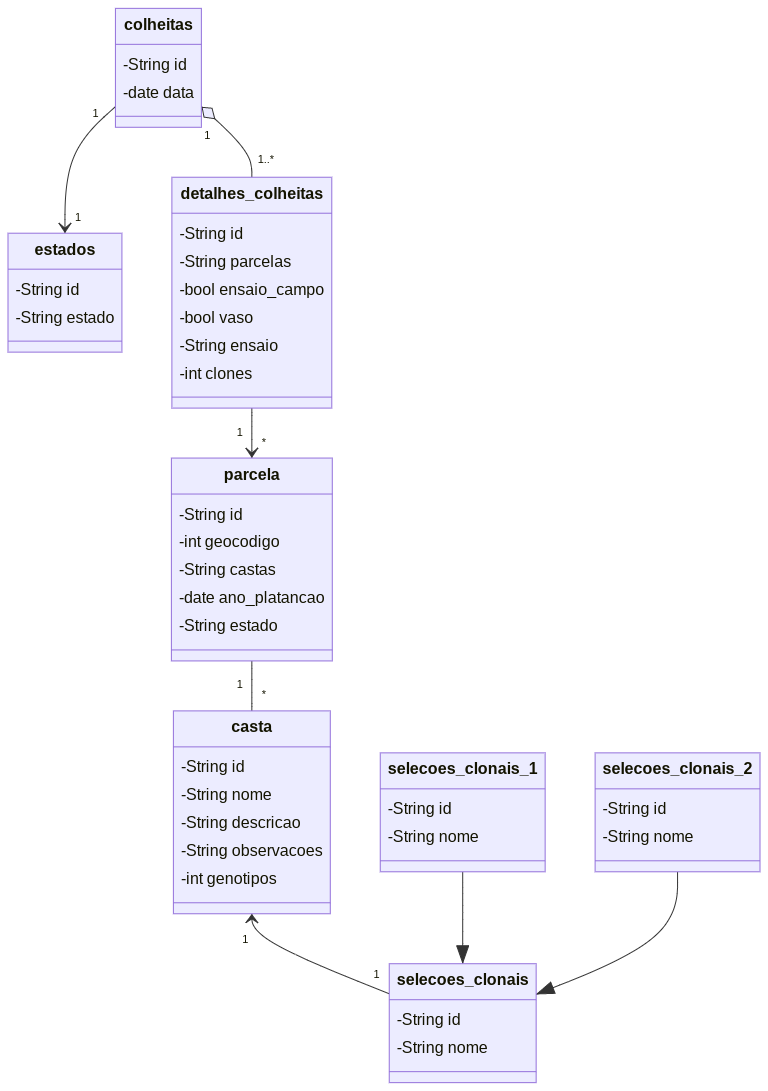 colheitas
-String id
-date data
1
1
1..*
1
estados
-String id
-String estado
detalhes_colheitas
-String id
-String parcelas
-bool ensaio_campo
-bool vaso
-String ensaio
-int clones
1
*
parcela
-String id
-int geocodigo
-String castas
-date ano_platancao
-String estado
1
*
casta
-String id
-String nome
-String descricao
-String observacoes
-int genotipos
selecoes_clonais_1
-String id
-String nome
selecoes_clonais_2
-String id
-String nome
1
1
selecoes_clonais
-String id
-String nome